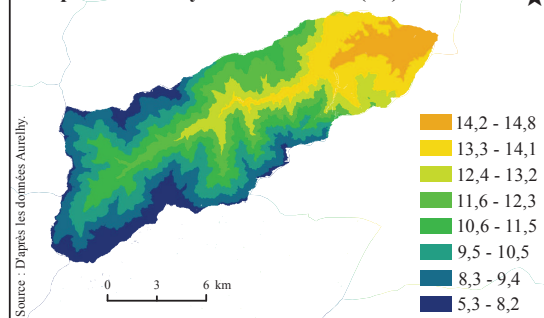 Source : D'après les données Aurelhy.
14,2 - 14,8
13,3 - 14,1
12,4 - 13,2
11,6 - 12,3
10,6 - 11,5
9,5 - 10,5
8,3 - 9,4
5,3 - 8,2
0 3 6 km